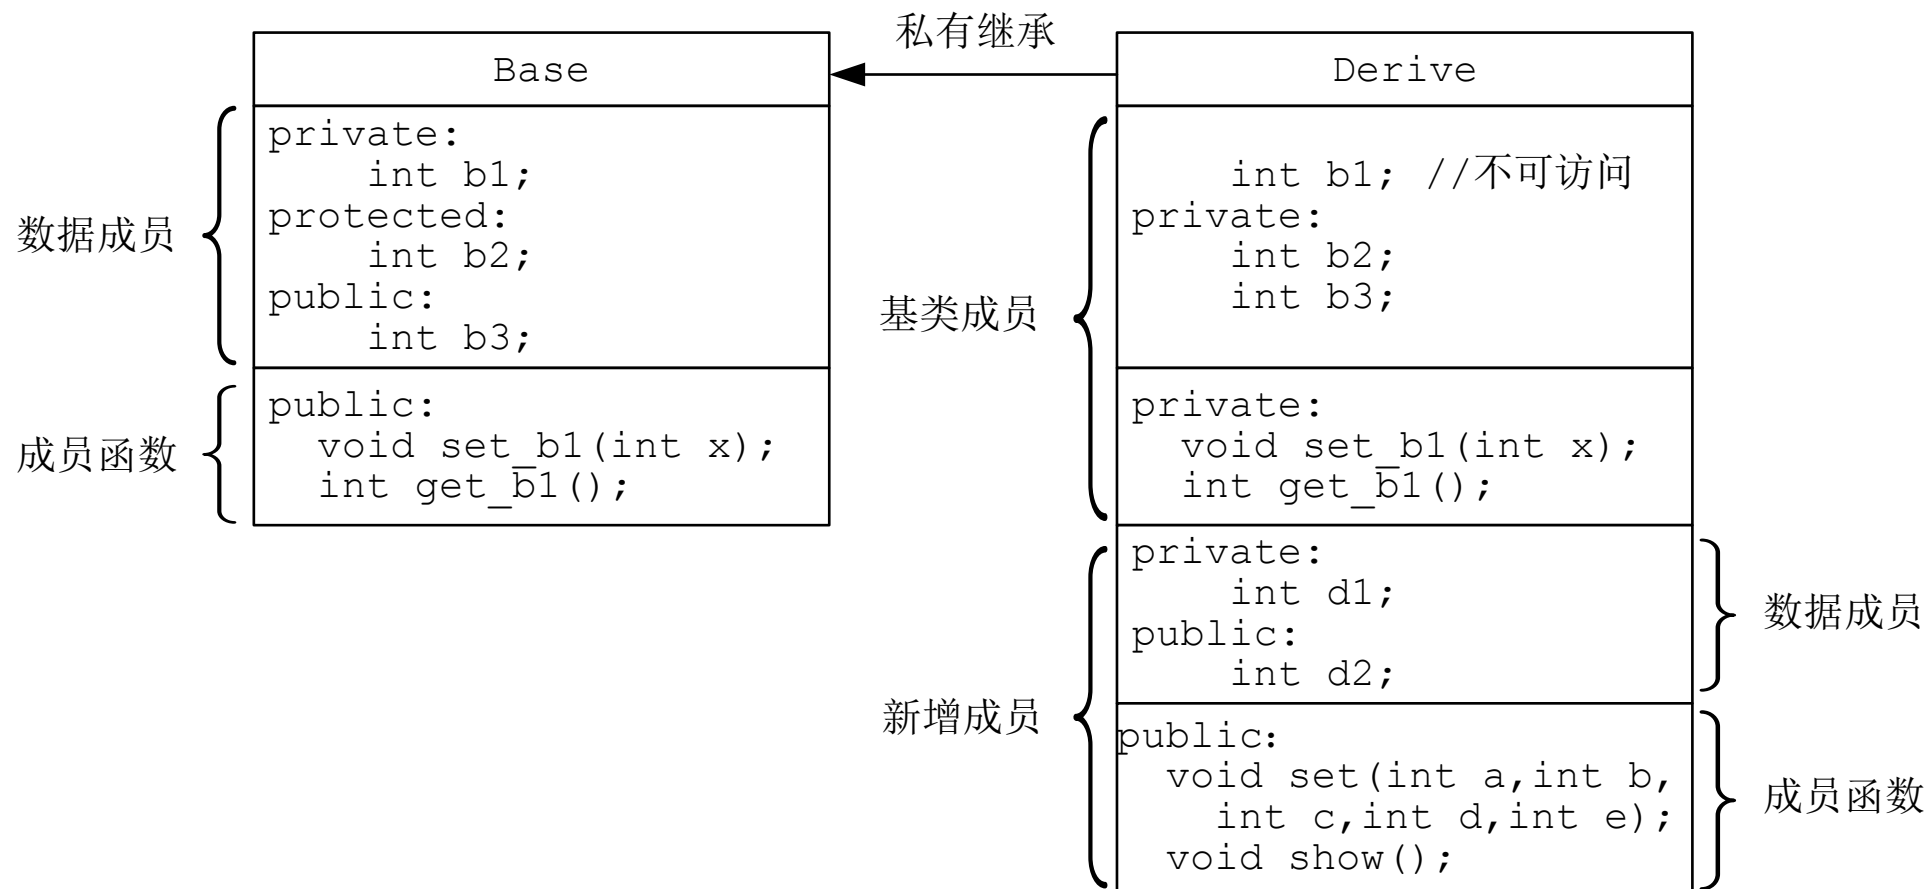 私有继承
Base
数据成员
private:
int b1;
protected:
int b2;
public:
int b3;
成员函数
public:
void set_b1(int x);
int get_b1();
Derive
基类成员
int b1; //不可访问
private:
int b2;
int b3;
private:
void set_b1(int x);
int get_b1();
新增成员
private:
int d1;
public:
int d2;
数据成员
public:
void set(int a,int b,
int c,int d,int e);
void show();
成员函数